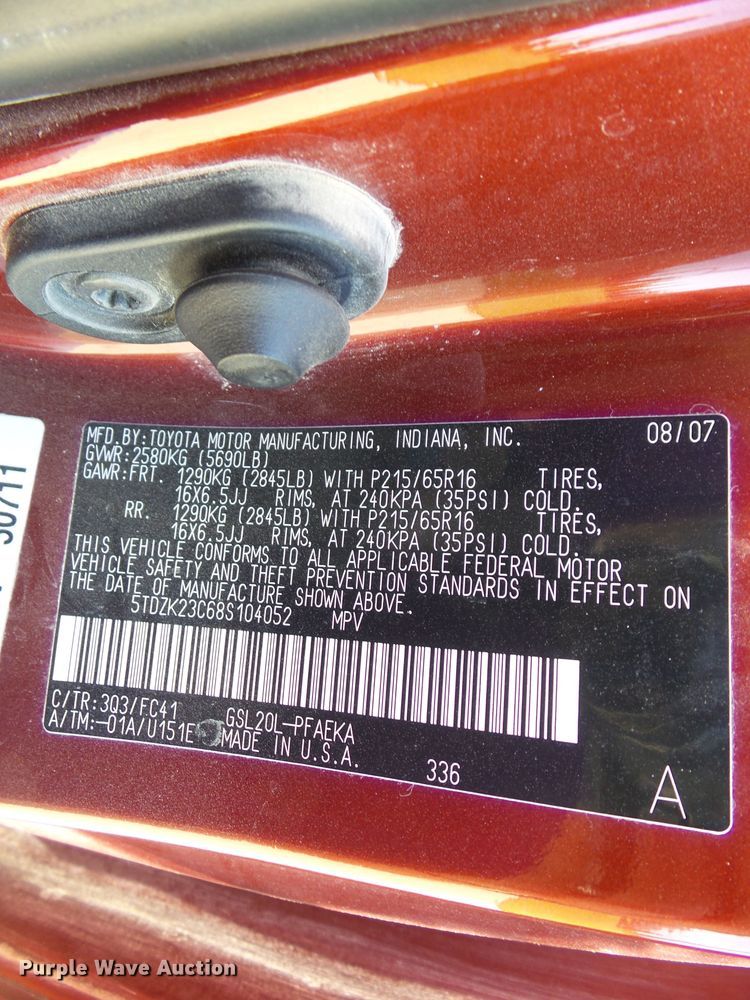 MFD.BY:TOYOTA MOTOR MANUFACTURING, INDIANA, INC. 08/07
GVWR:2580KG (5690LB)
GAWR:FRT. 1290KG (2845LB) WITH P215/65R16 TIRES,
16X6.5JJ RIMS, AT 240KPA (35PSI) COLD.
RR. 1290KG (2845LB) WITH P215/65R16 TIRES,
16X6.5JJ RIMS, AT 240KPA (35PSI) COLD.
THIS VEHICLE CONFORMS TO ALL APPLICABLE FEDERAL MOTOR
VEHICLE SAFETY AND THEFT PREVENTION STANDARDS IN EFFECT ON
THE DATE OF MANUFACTURE SHOWN ABOVE.
5TDZK23C68S104052 MPV
C/TR:3Q3/FC41 GSL20L-PFAEKA
A/TM:-01A/U151E MADE IN U.S.A.
336
A
Purple Wave Auction